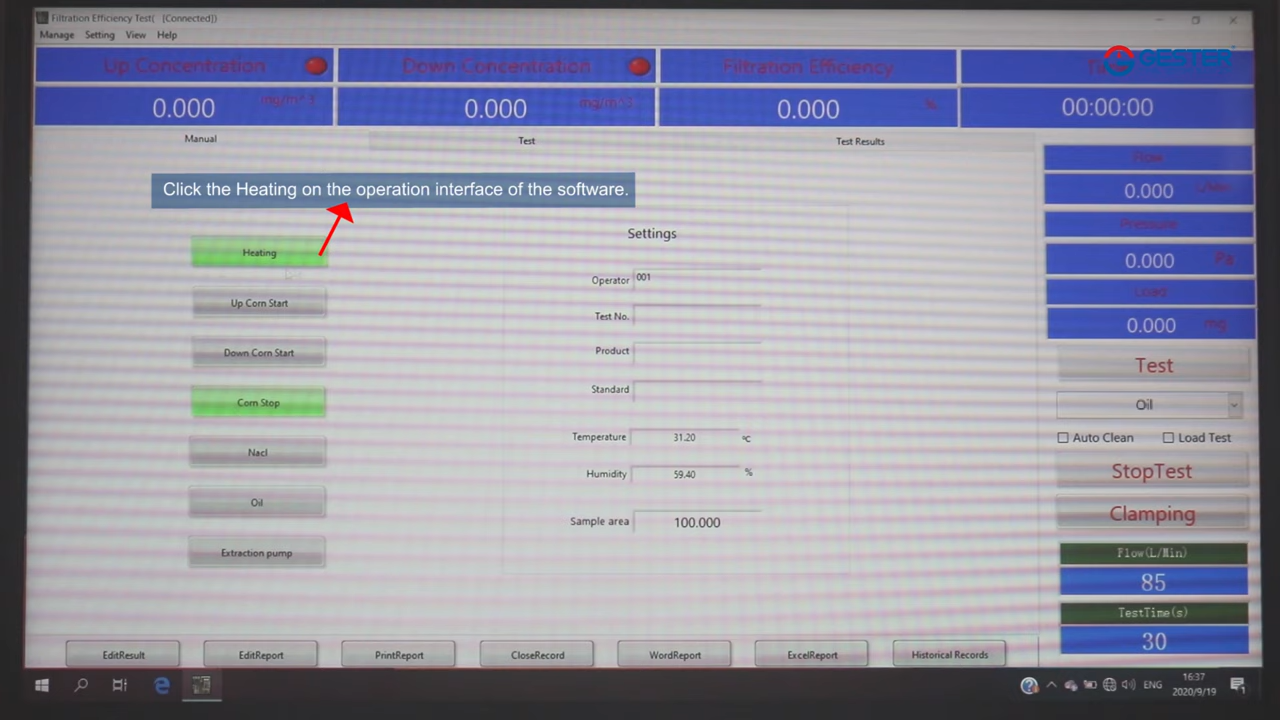 Filtration Efficiency Test( [Connected])
Manage Setting View Help
Up Concentration Down Concentration Filtration Efficiency
GESTER
0.000 mg/m^3 0.000 mg/m^3 0.000 % 00:00:00
Manual Test Test Results
Flow
0.000 L/Min
Pressure
0.000 Pa
Load
0.000 mg
Click the Heating on the operation interface of the software.
Heating
Up Corn Start
Down Corn Start
Corn Stop
Nacl
Oil
Extraction pump
Settings
Operator 001
Test No.
Product
Standard
Temperature 31.20 ℃
Humidity 59.40 %
Sample area 100.000
Test
Oil
Auto Clean Load Test
StopTest
Clamping
Flow(L/Min)
85
TestTime(s)
30
EditResult EditReport PrintReport CloseRecord WordReport ExcelReport Historical Records
ENG 16:37
2020/9/19